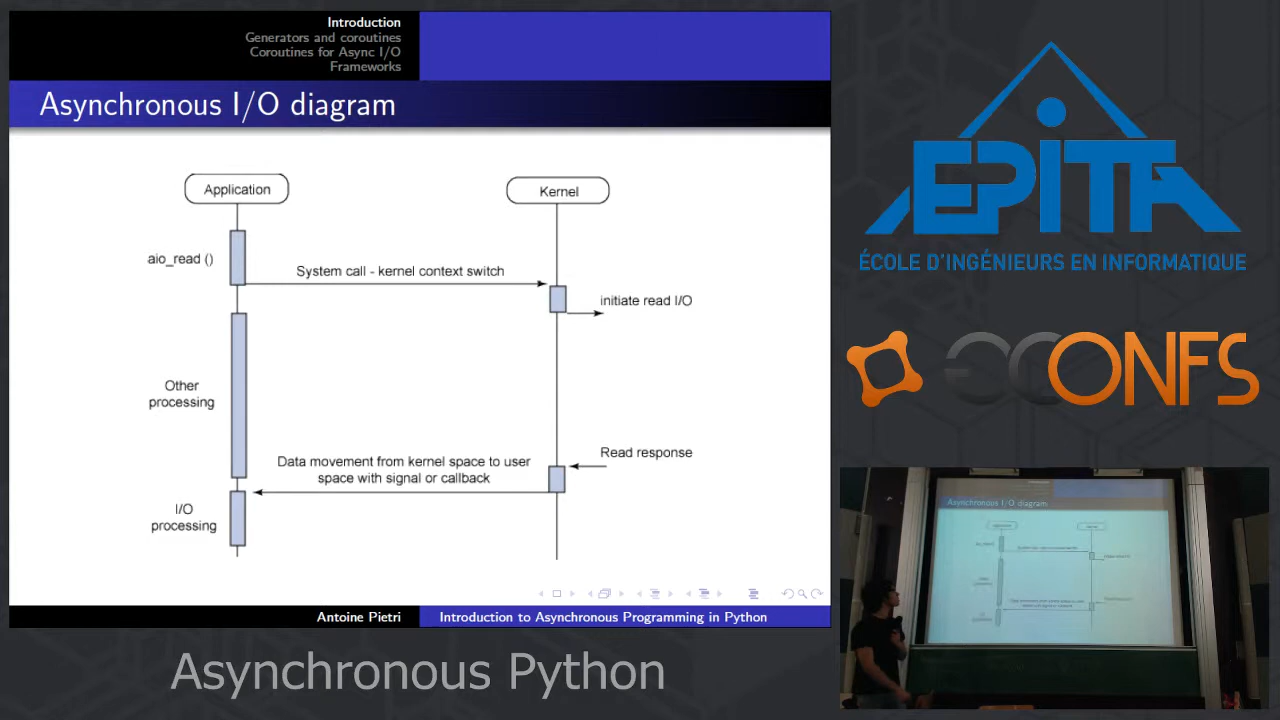 Introduction
Generators and coroutines
Coroutines for Async I/O
Frameworks
Asynchronous I/O diagram
Application
Kernel
aio_read ()
System call - kernel context switch
initiate read I/O
Other
processing
Read response
Data movement from kernel space to user
space with signal or callback
I/O
processing
Antoine Pietri
Introduction to Asynchronous Programming in Python
Asynchronous Python
EPITA
ÉCOLE D'INGÉNIEURS EN INFORMATIQUE
CONFS
Asynchronous I/O diagram